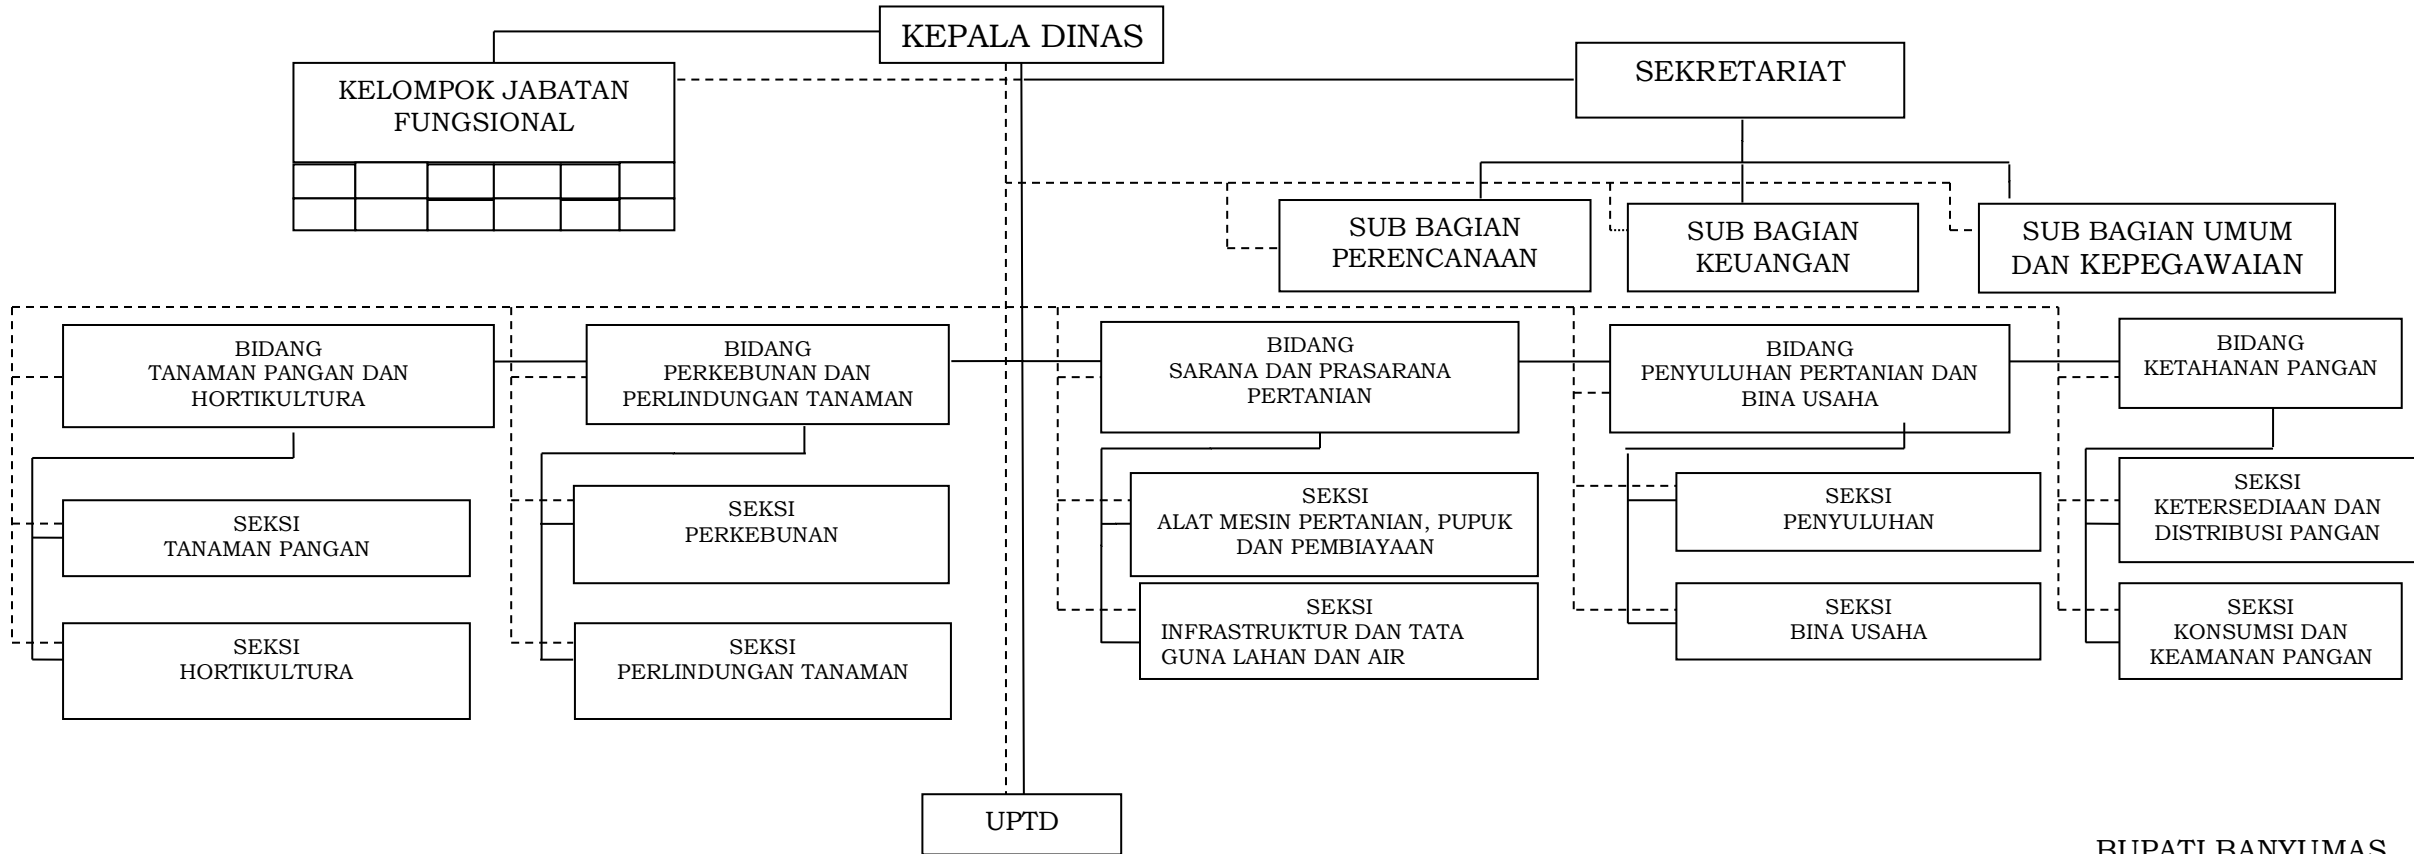 KEPALA DINAS
SEKRETARIAT
KELOMPOK JABATAN
FUNGSIONAL
SUB BAGIAN
PERENCANAAN
SUB BAGIAN
KEUANGAN
SUB BAGIAN UMUM
DAN KEPEGAWAIAN
BIDANG
TANAMAN PANGAN DAN
HORTIKULTURA
BIDANG
PERKEBUNAN DAN
PERLINDUNGAN TANAMAN
BIDANG
SARANA DAN PRASARANA
PERTANIAN
BIDANG
PENYULUHAN PERTANIAN DAN
BINA USAHA
BIDANG
KETAHANAN PANGAN
SEKSI
TANAMAN PANGAN
SEKSI
PERKEBUNAN
SEKSI
ALAT MESIN PERTANIAN, PUPUK
DAN PEMBIAYAAN
SEKSI
PENYULUHAN
SEKSI
KETERSEDIAAN DAN
DISTRIBUSI PANGAN
SEKSI
HORTIKULTURA
SEKSI
PERLINDUNGAN TANAMAN
SEKSI
INFRASTRUKTUR DAN TATA
GUNA LAHAN DAN AIR
SEKSI
BINA USAHA
SEKSI
KONSUMSI DAN
KEAMANAN PANGAN
UPTD
BUPATI BANYUMAS